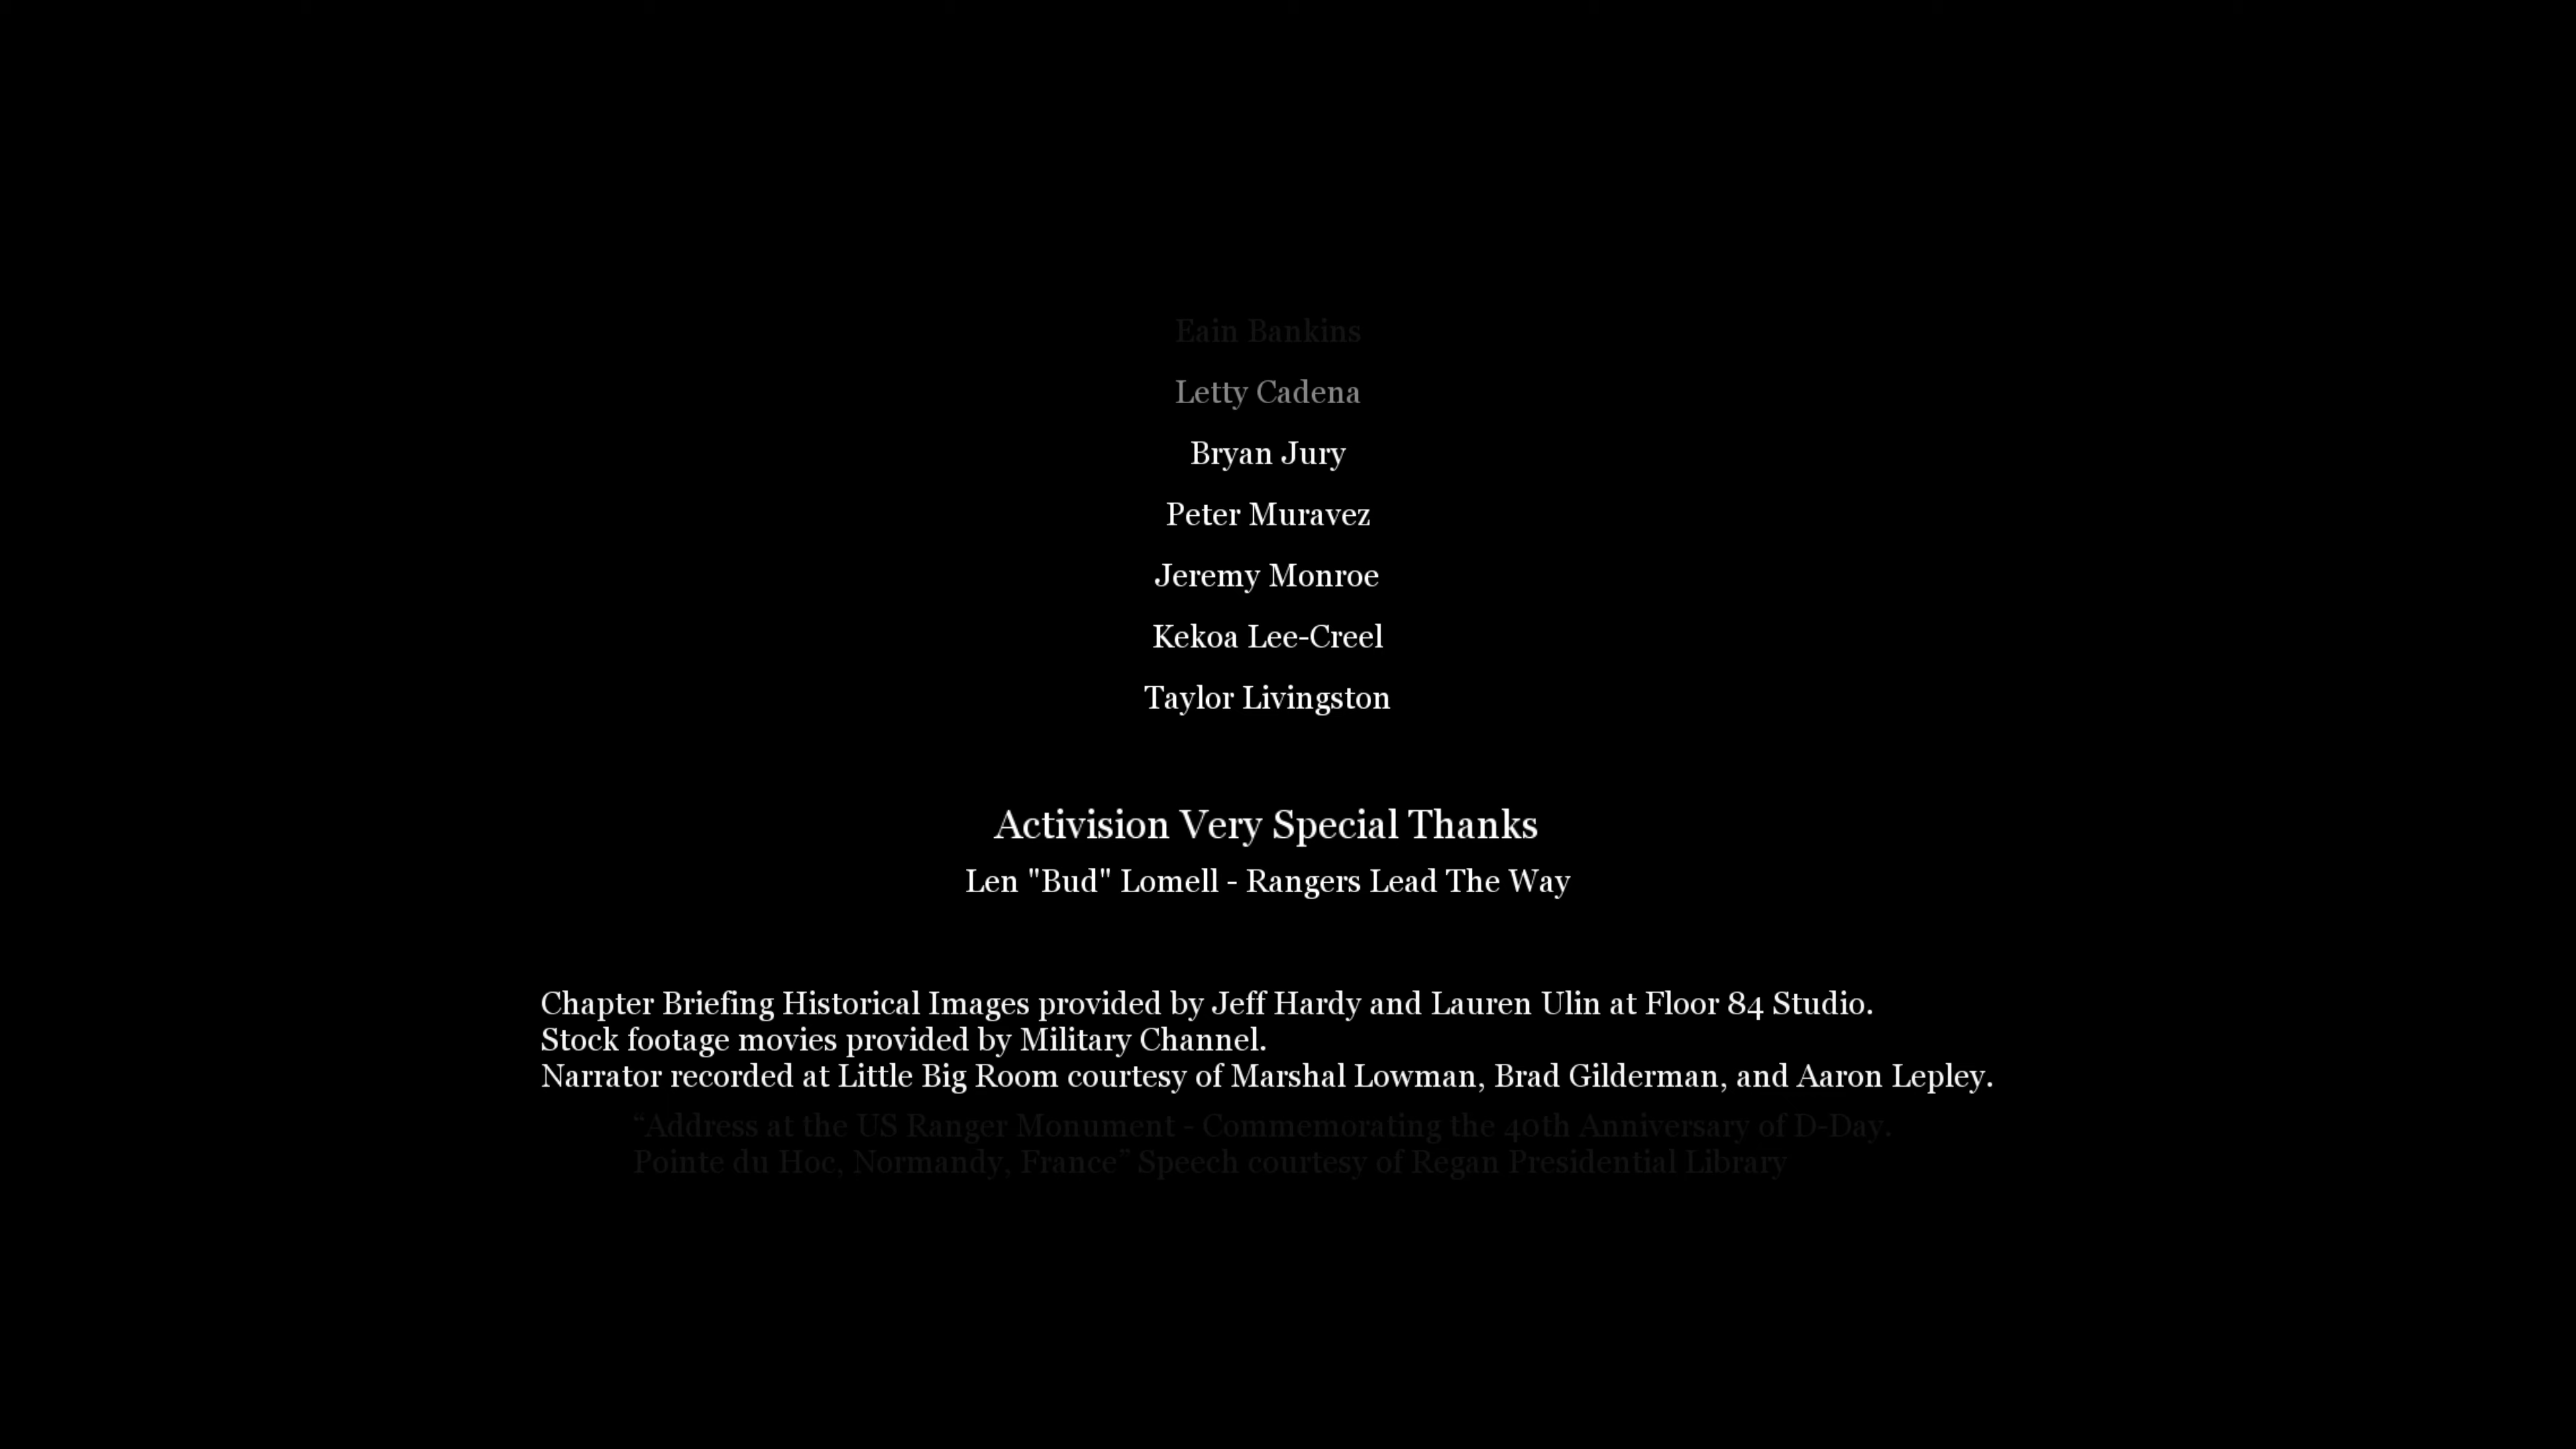 Eain Bankins
Letty Cadena
Bryan Jury
Peter Muravez
Jeremy Monroe
Kekoa Lee-Creel
Taylor Livingston
Activision Very Special Thanks
Len "Bud" Lomell - Rangers Lead The Way
Chapter Briefing Historical Images provided by Jeff Hardy and Lauren Ulin at Floor 84 Studio.
Stock footage movies provided by Military Channel.
Narrator recorded at Little Big Room courtesy of Marshal Lowman, Brad Gilderman, and Aaron Lepley.
“Address at the US Ranger Monument - Commemorating the 40th Anniversary of D-Day.
Pointe du Hoc, Normandy, France” Speech courtesy of Regan Presidential Library